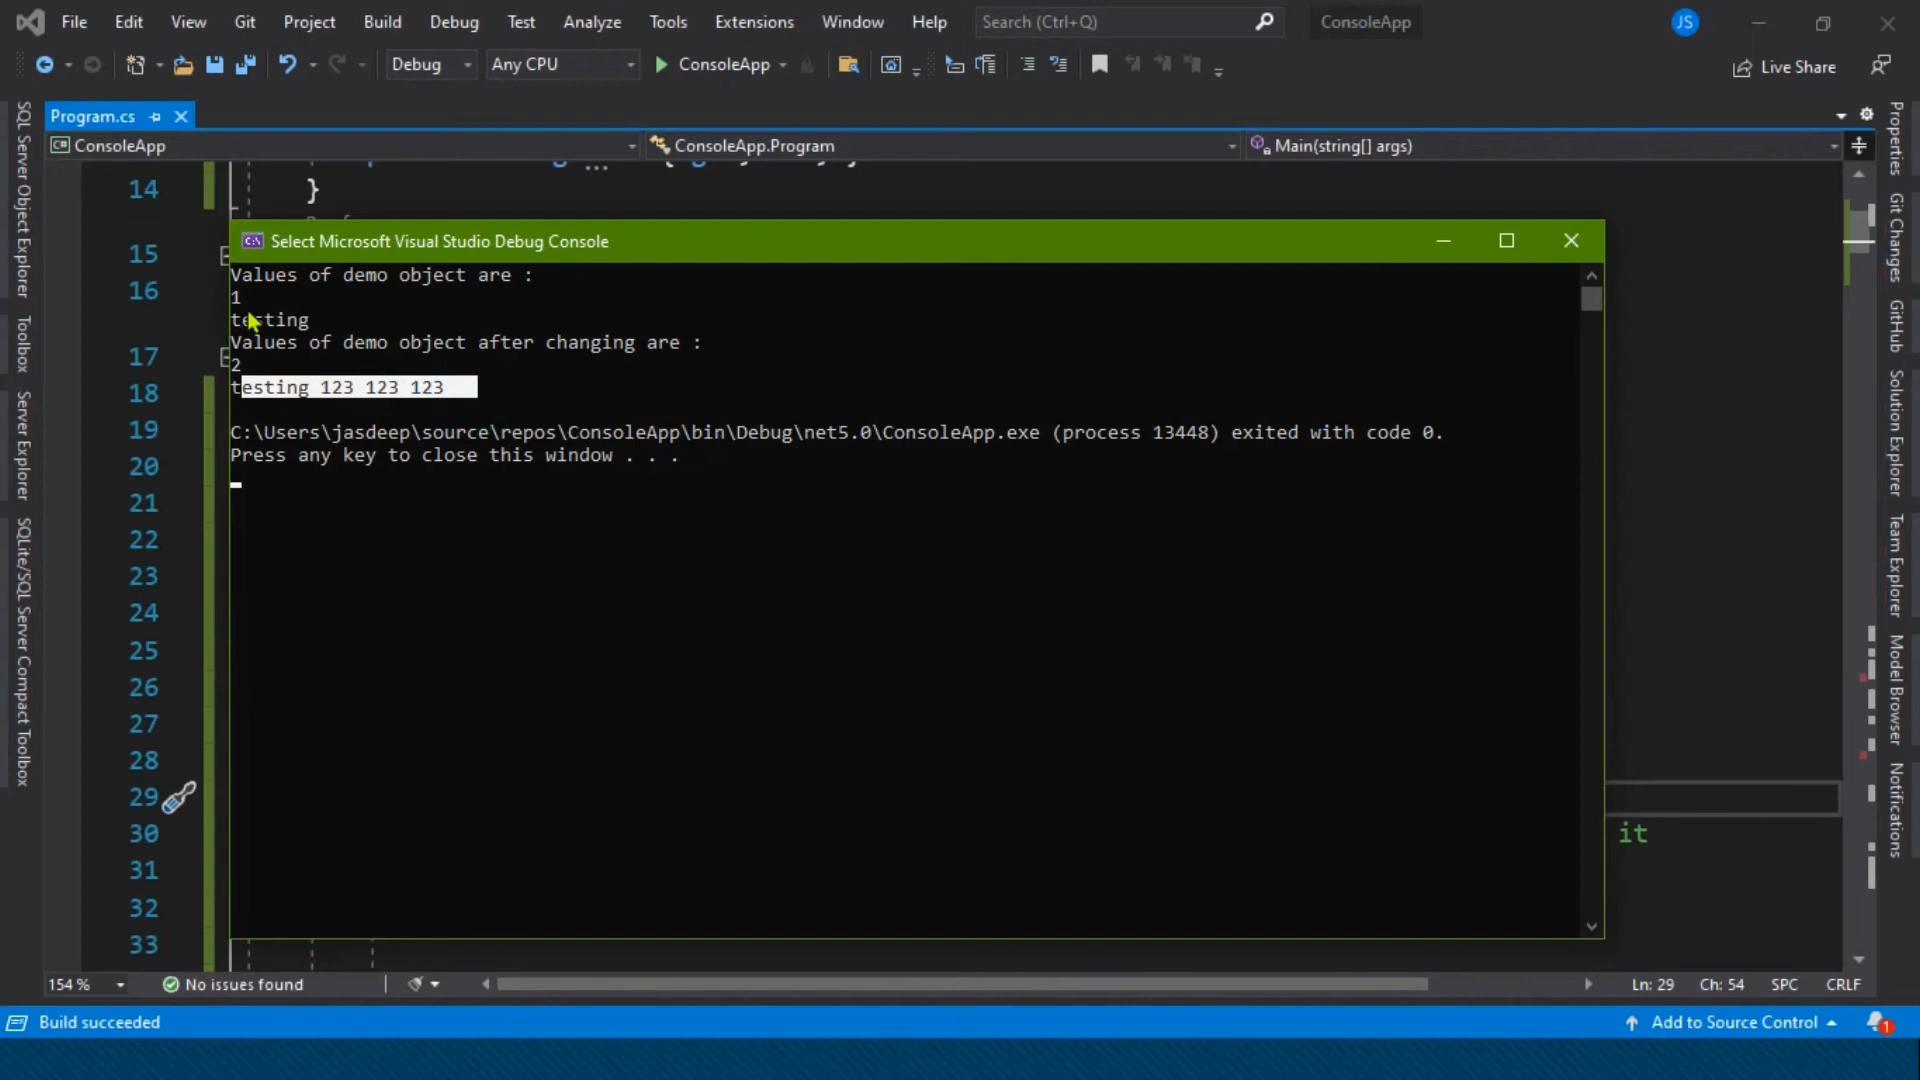 File Edit View Git Project Build Debug Test Analyze Tools Extensions Window Help Search (Ctrl+Q) ConsoleApp JS
Debug Any CPU ConsoleApp Live Share
Program.cs
C# ConsoleApp ConsoleApp.Program Main(string[] args)
SQL Server Object Explorer
Toolbox
Server Explorer
SQLite/SQL Server Compact Toolbox
14 }
15
16
17
18
19
20
21
22
23
24
25
26
27
28
29
30 it
31
32
33
Select Microsoft Visual Studio Debug Console
Values of demo object are :
1
testing
Values of demo object after changing are :
2
testing 123 123 123
C:\Users\jasdeep\source\repos\ConsoleApp\bin\Debug\net5.0\ConsoleApp.exe (process 13448) exited with code 0.
Press any key to close this window . . .
Properties
Git Changes
GitHub
Solution Explorer
Team Explorer
Model Browser
Notifications
154 % No issues found Ln: 29 Ch: 54 SPC CRLF
Build succeeded Add to Source Control 1